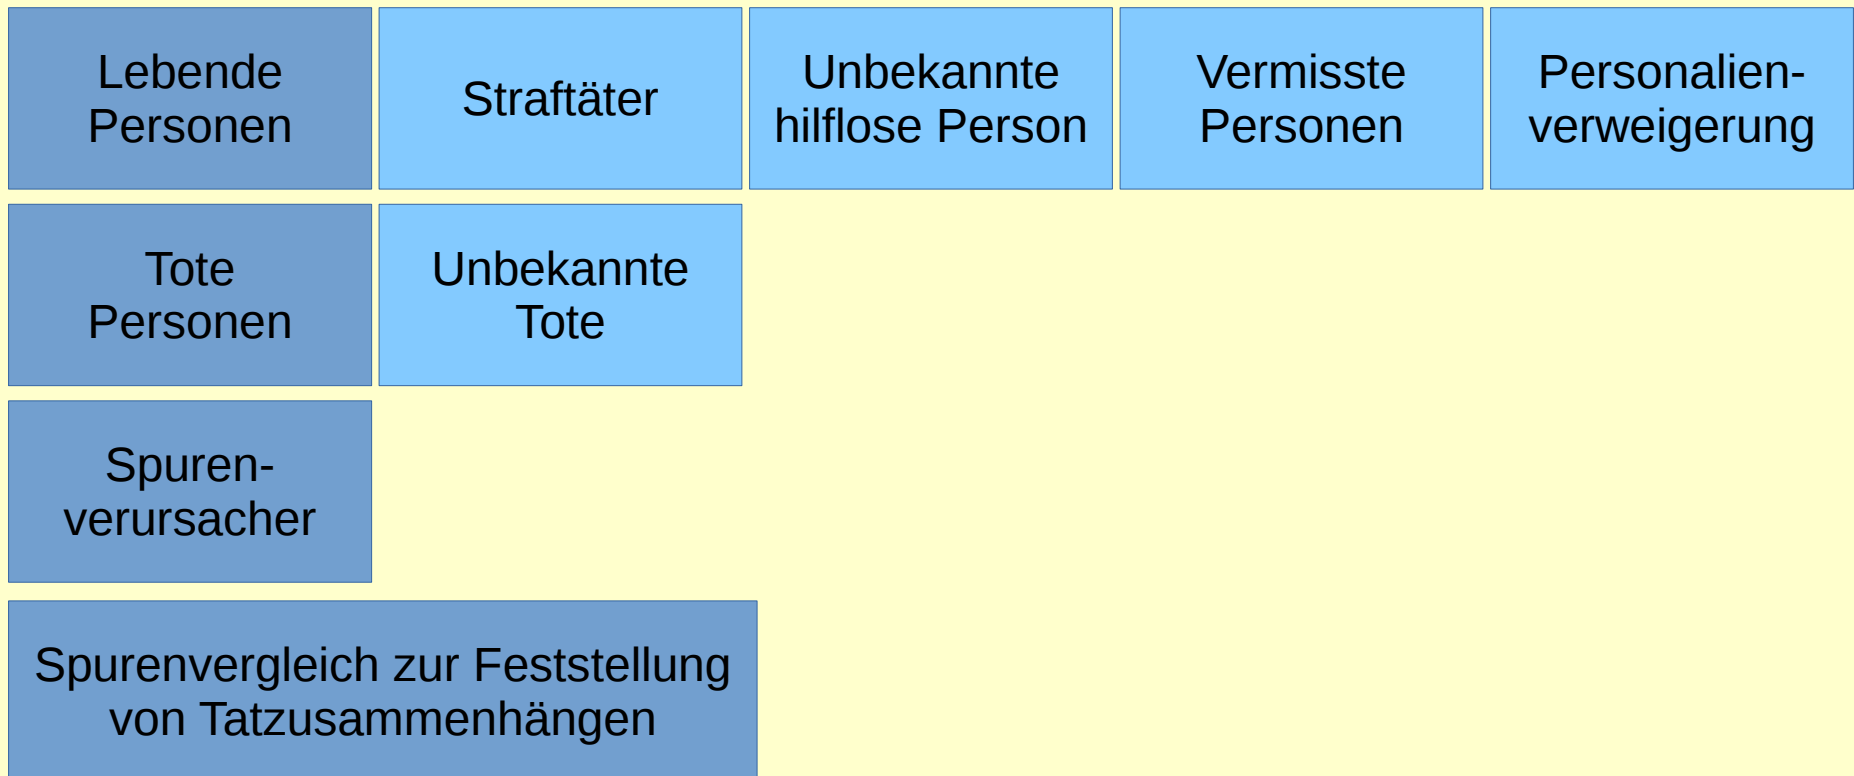 Lebende
Personen
Straftäter
Unbekannte
hilflose Person
Vermisste
Personen
Personalien-
verweigerung
Tote
Personen
Unbekannte
Tote
Spuren-
verursacher
Spurenvergleich zur Feststellung
von Tatzusammenhängen